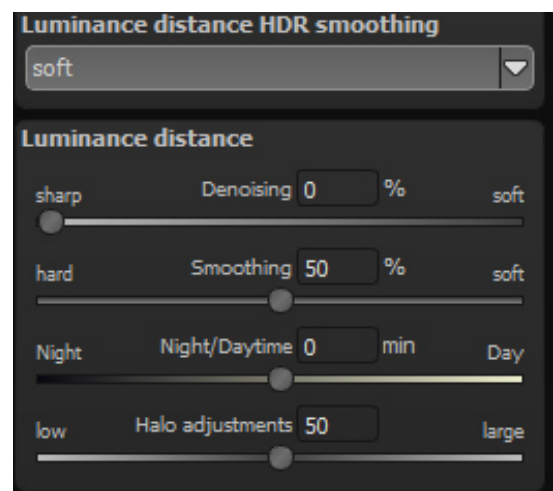 Luminance distance HDR smoothing
soft
Luminance distance
sharp Denoising 0 % soft
hard Smoothing 50 % soft
Night Night/Daytime 0 min Day
low Halo adjustments 50 large